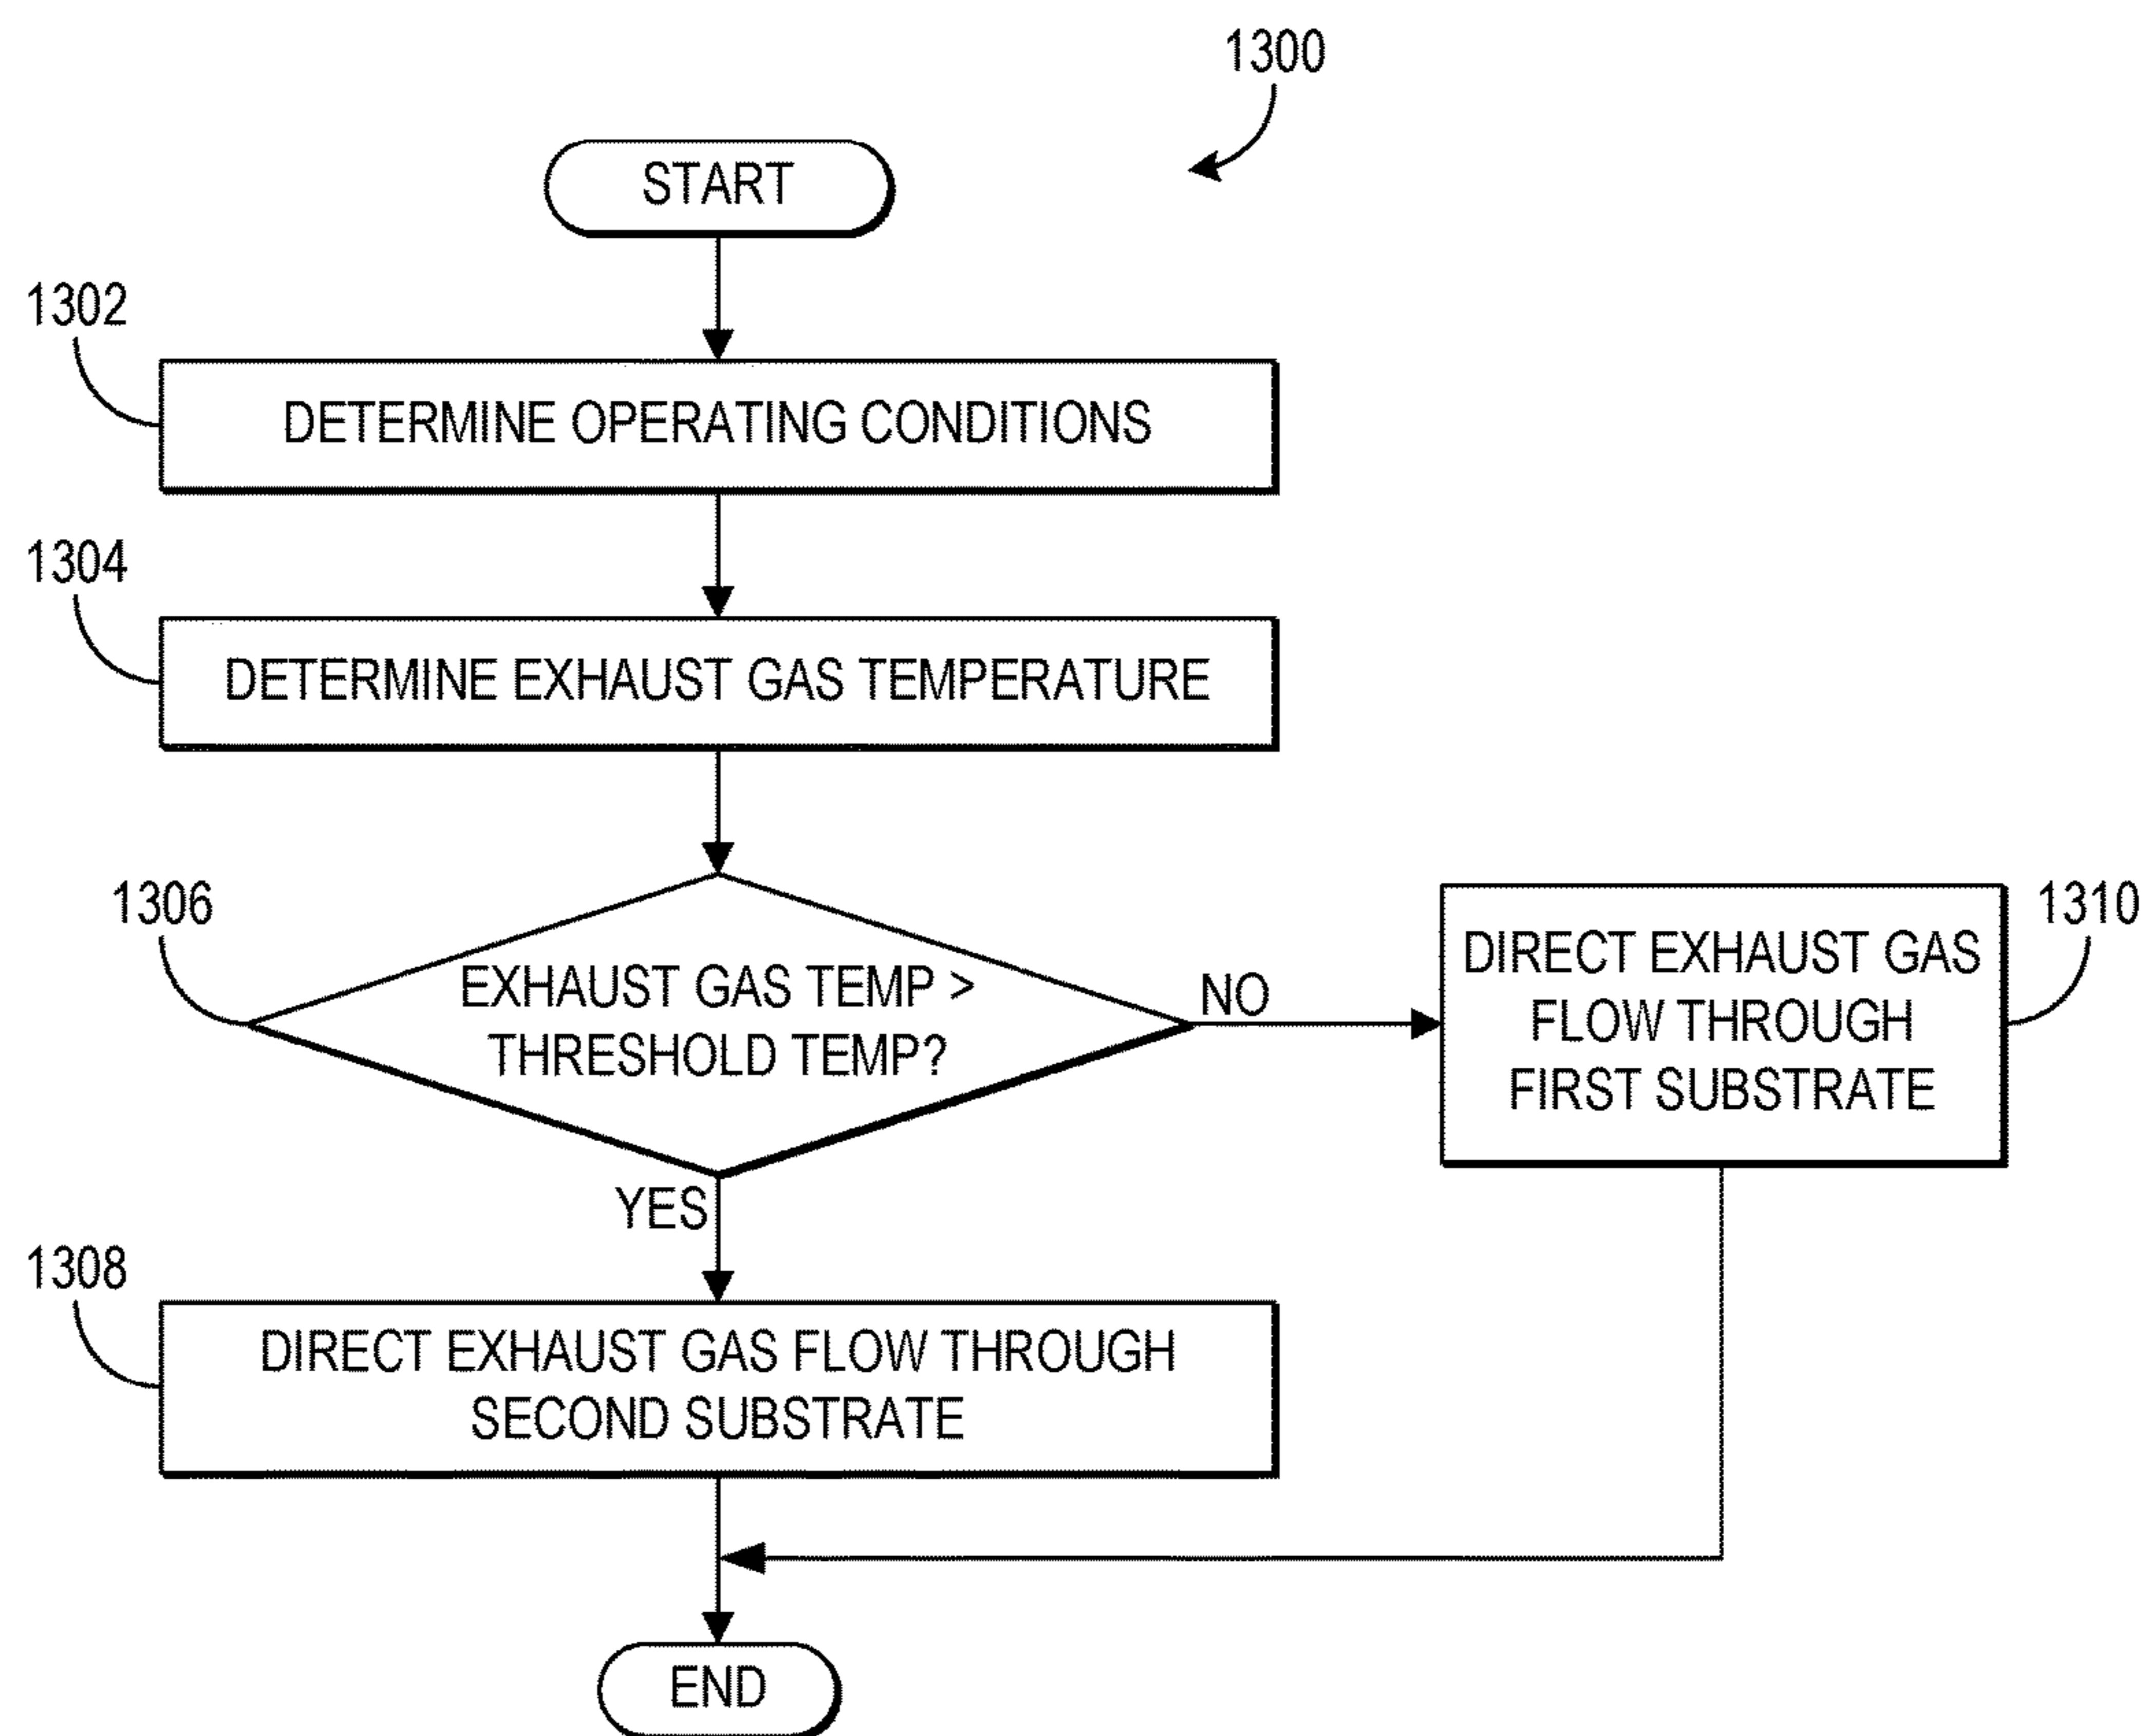 1300
START
1302
DETERMINE OPERATING CONDITIONS
1304
DETERMINE EXHAUST GAS TEMPERATURE
1306
EXHAUST GAS TEMP >
THRESHOLD TEMP?
NO
DIRECT EXHAUST GAS
FLOW THROUGH
FIRST SUBSTRATE
1310
YES
1308
DIRECT EXHAUST GAS FLOW THROUGH
SECOND SUBSTRATE
END